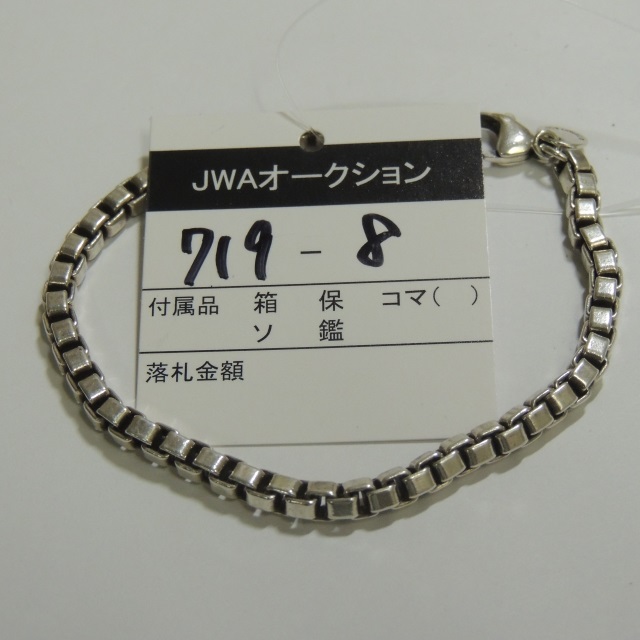 JWAオークション
719-8
付属品 箱 保 コマ( )
ソ 鑑
落札金額